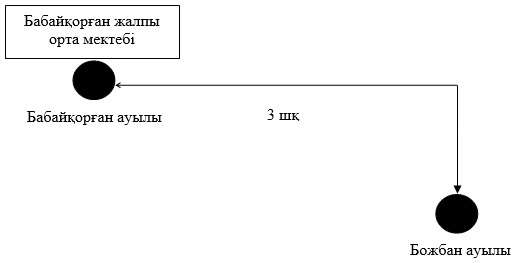 Бабайқорған жалпы
орта мектебі
Бабайқорған ауылы
3 шқ
Божбан ауылы